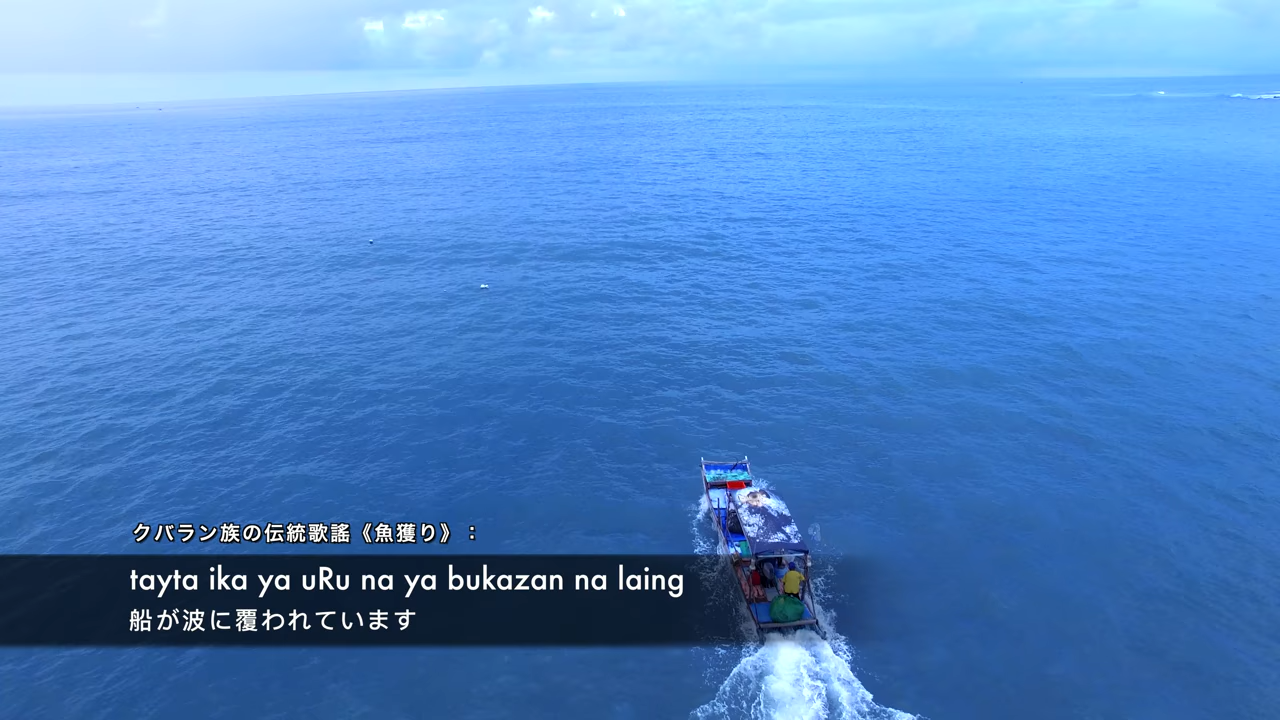 クバラン族の伝統歌謠《魚獲り》：
tayta ika ya uRu na ya bukazan na laing
船が波に覆われています